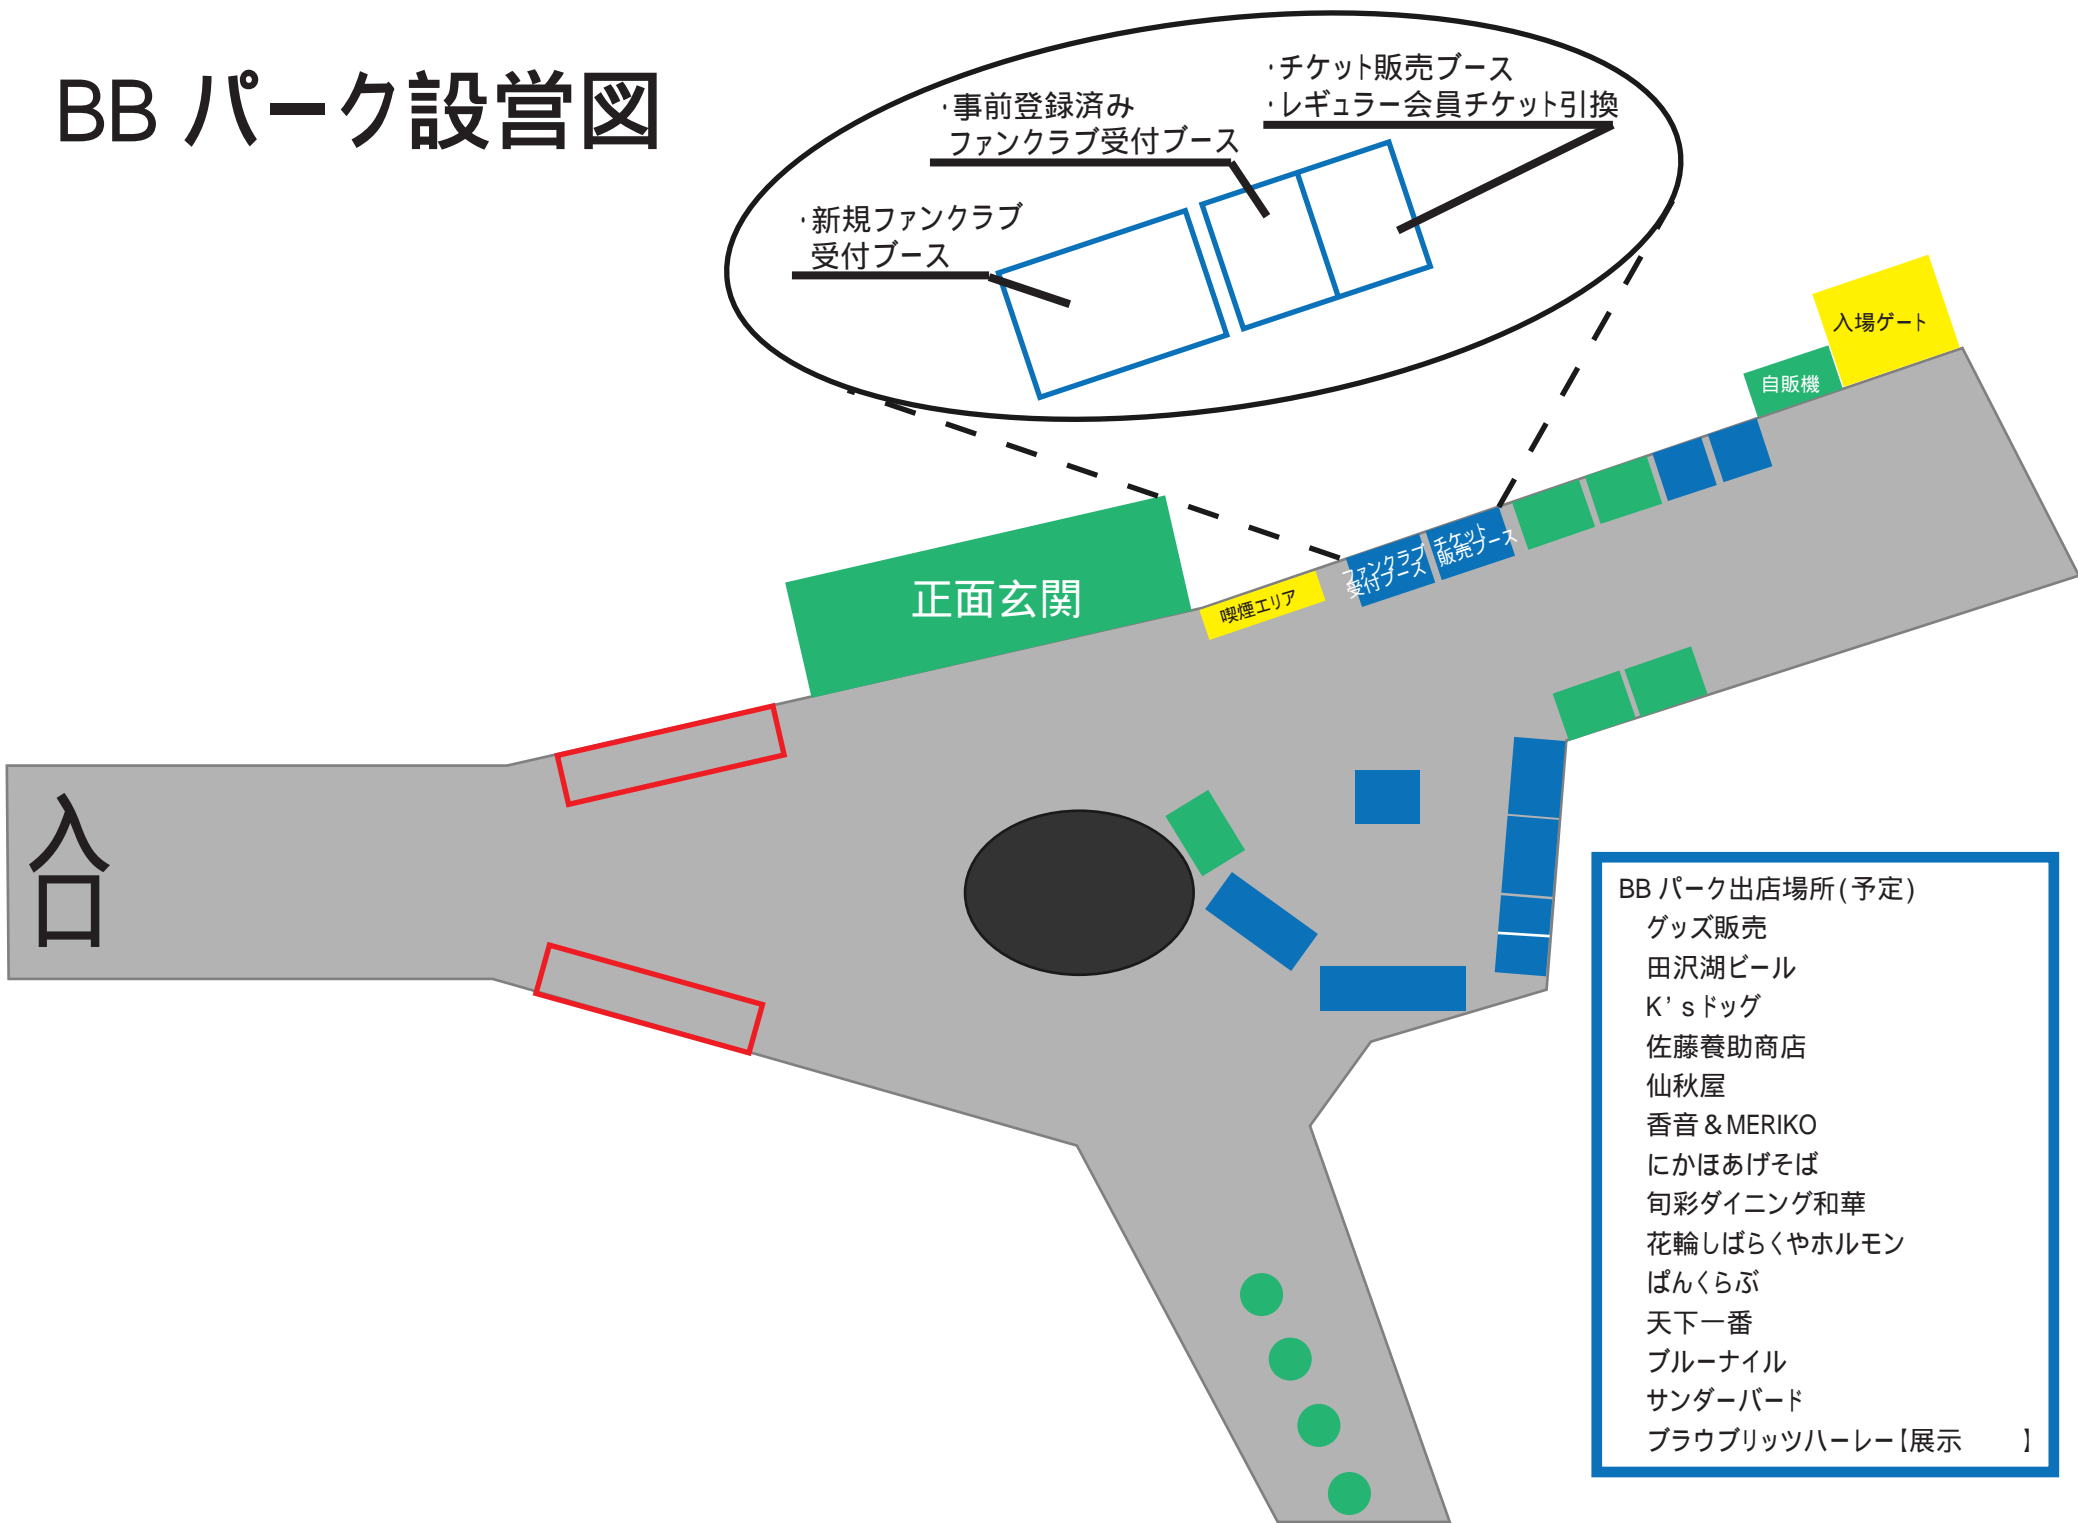 BB パーク設営図
・チケット販売ブース
・レギュラー会員チケット引換
・事前登録済み
ファンクラブ受付ブース
・新規ファンクラブ
受付ブース
入場ゲート
自販機
チケット
販売ブース
ファンクラブ
受付ブース
喫煙エリア
正面玄関
入口
BB パーク出店場所(予定)
グッズ販売
田沢湖ビール
K’sドッグ
佐藤養助商店
仙秋屋
香音&MERIKO
にかほあげそば
旬彩ダイニング和華
花輪しばらくやホルモン
ぱんくらぶ
天下一番
ブルーナイル
サンダーバード
ブラウブリッツハーレー【展示　　】